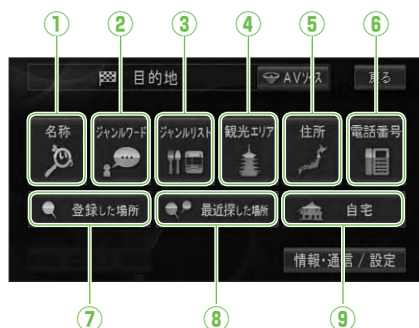 ① ② ③ ④ ⑤ ⑥
目的地 AVソース 戻る
名称 ジャンルワード ジャンルリスト 観光エリア 住所 電話番号
登録した場所 最近探した場所 自宅
情報・通信 / 設定
⑦ ⑧ ⑨